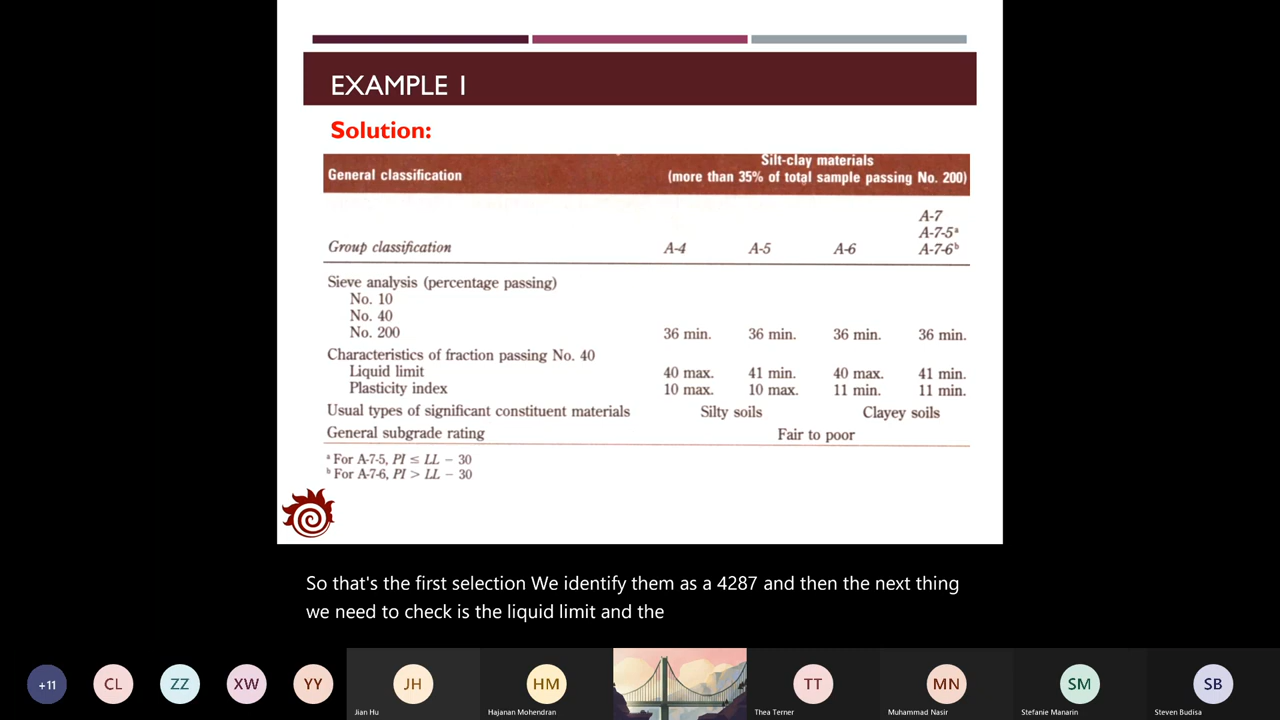 EXAMPLE 1
Solution:
Silt-clay materials
General classification (more than 35% of total sample passing No. 200)
A-7
A-7-5ᵃ
Group classification A-4 A-5 A-6 A-7-6ᵇ
Sieve analysis (percentage passing)
No. 10
No. 40
No. 200 36 min. 36 min. 36 min. 36 min.
Characteristics of fraction passing No. 40
Liquid limit 40 max. 41 min. 40 max. 41 min.
Plasticity index 10 max. 10 max. 11 min. 11 min.
Usual types of significant constituent materials Silty soils Clayey soils
General subgrade rating Fair to poor
ᵃ For A-7-5, PI ≤ LL − 30
ᵇ For A-7-6, PI > LL − 30
So that's the first selection We identify them as a 4287 and then the next thing
we need to check is the liquid limit and the
+11 CL ZZ XW YY JH HM TT MN SM SB
Jian Hu Hajanan Mohendran Thea Terner Muhammad Nasir Stefanie Manarin Steven Budisa